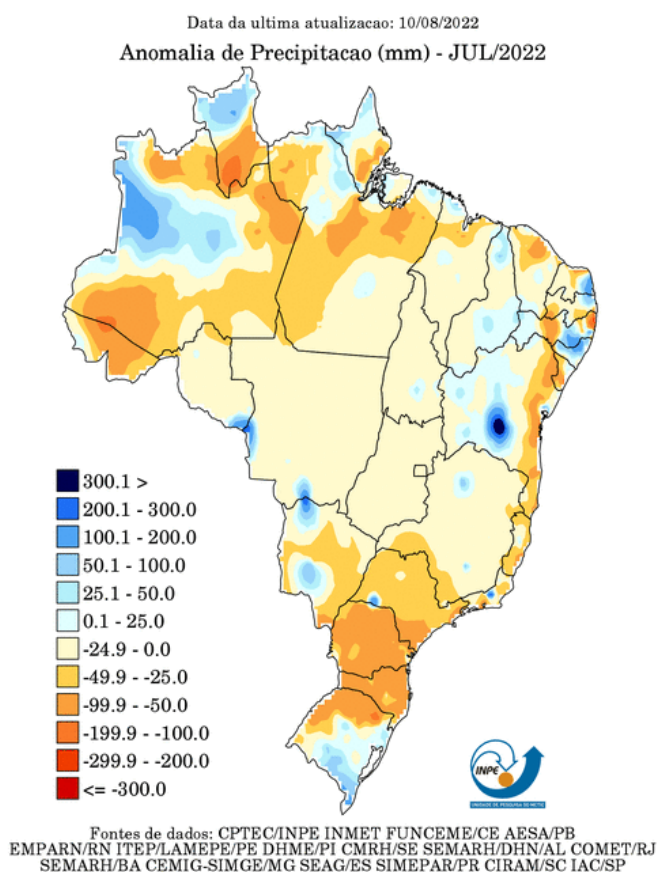 Data da ultima atualizacao: 10/08/2022
Anomalia de Precipitacao (mm) - JUL/2022
300.1 >
200.1 - 300.0
100.1 - 200.0
50.1 - 100.0
25.1 - 50.0
0.1 - 25.0
-24.9 - 0.0
-49.9 - -25.0
-99.9 - -50.0
-199.9 - -100.0
-299.9 - -200.0
<= -300.0
INPE
Fontes de dados: CPTEC/INPE INMET FUNCEME/CE AESA/PB
EMPARN/RN ITEP/LAMEPE/PE DHME/PI CMRH/SE SEMARH/DHN/AL COMET/RJ
SEMARH/BA CEMIG-SIMGE/MG SEAG/ES SIMEPAR/PR CIRAM/SC IAC/SP